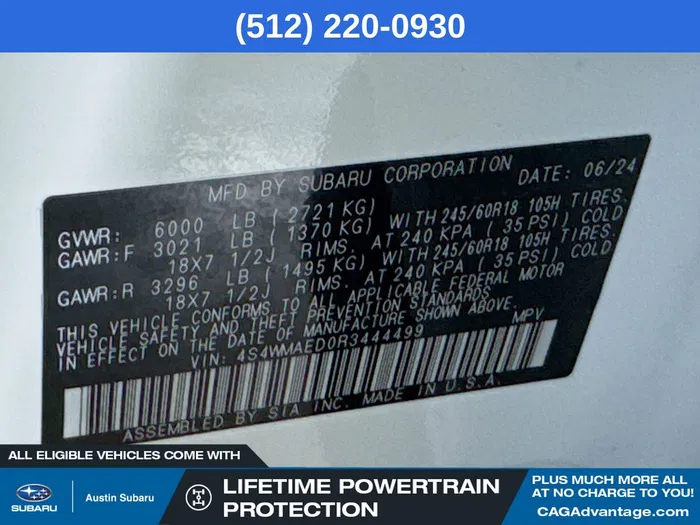 (512) 220-0930
MFD BY SUBARU CORPORATION DATE: 06/24
GVWR: 6000 LB ( 2721 KG)
GAWR:F 3021 LB ( 1370 KG) WITH 245/60R18 105H TIRES.
18X7 1/2J RIMS. AT 240 KPA ( 35 PSI) COLD
GAWR:R 3296 LB ( 1495 KG) WITH 245/60R18 105H TIRES.
18X7 1/2J RIMS. AT 240 KPA ( 35 PSI) COLD
THIS VEHICLE CONFORMS TO ALL APPLICABLE FEDERAL MOTOR
VEHICLE SAFETY AND THEFT PREVENTION STANDARDS
IN EFFECT ON THE DATE OF MANUFACTURE SHOWN ABOVE.
VIN: 4S4WMAED0R3444499 MPV
ASSEMBLED BY SIA INC. MADE IN U.S.A.
ALL ELIGIBLE VEHICLES COME WITH
SUBARU
Austin Subaru
LIFETIME POWERTRAIN
PROTECTION
PLUS MUCH MORE ALL
AT NO CHARGE TO YOU!
CAGAdvantage.com